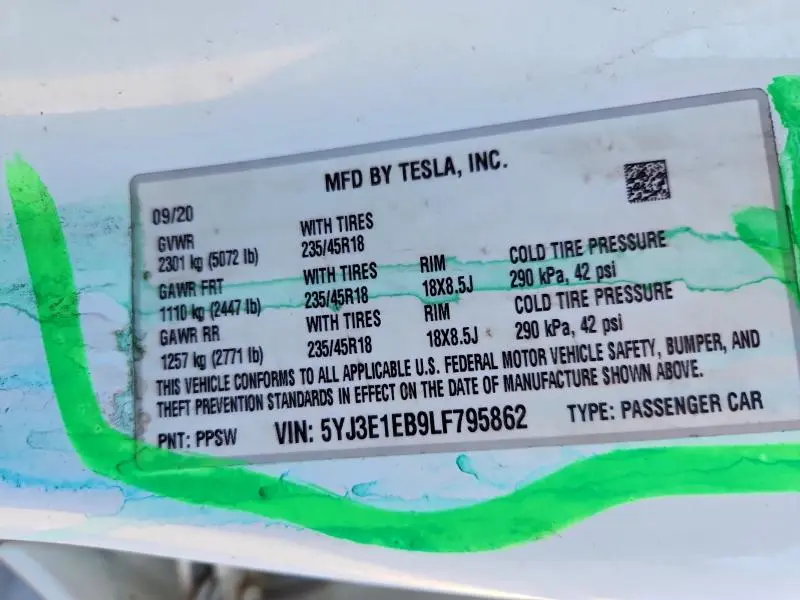 MFD BY TESLA, INC.
09/20
GVWR WITH TIRES
2301 kg (5072 lb) 235/45R18
GAWR FRT WITH TIRES RIM COLD TIRE PRESSURE
1110 kg (2447 lb) 235/45R18 18X8.5J 290 kPa, 42 psi
GAWR RR WITH TIRES RIM COLD TIRE PRESSURE
1257 kg (2771 lb) 235/45R18 18X8.5J 290 kPa, 42 psi
THIS VEHICLE CONFORMS TO ALL APPLICABLE U.S. FEDERAL MOTOR VEHICLE SAFETY, BUMPER, AND
THEFT PREVENTION STANDARDS IN EFFECT ON THE DATE OF MANUFACTURE SHOWN ABOVE.
PNT: PPSW VIN: 5YJ3E1EB9LF795862 TYPE: PASSENGER CAR